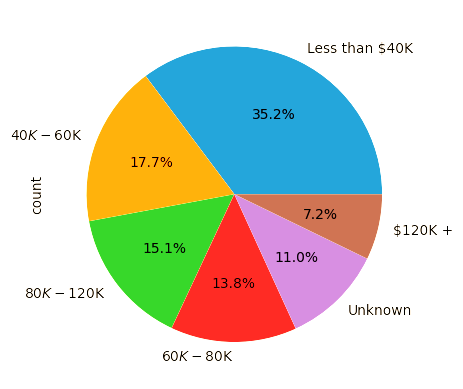 Less than $40K
35.2%
40K − 60K
17.7%
count
7.2%
$120K +
15.1%
11.0%
13.8%
80K − 120K
Unknown
60K − 80K